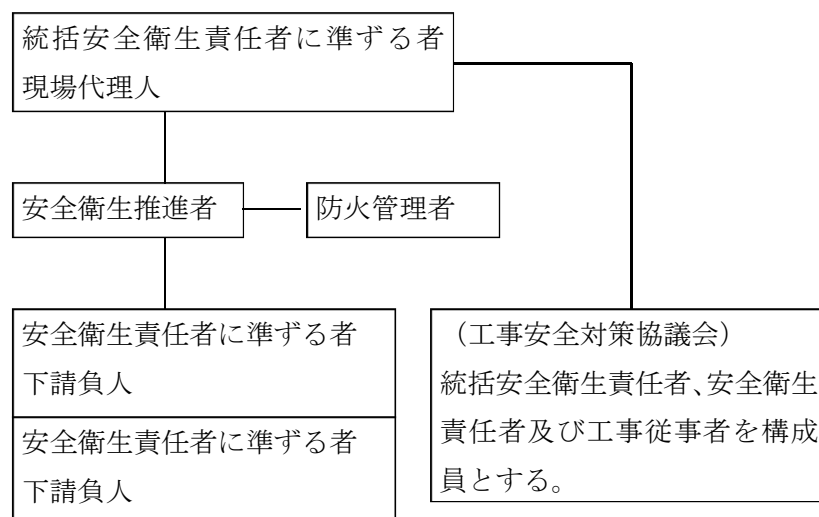 統括安全衛生責任者に準ずる者
現場代理人
安全衛生推進者
防火管理者
安全衛生責任者に準ずる者
下請負人
安全衛生責任者に準ずる者
下請負人
（工事安全対策協議会）
統括安全衛生責任者、安全衛生
責任者及び工事従事者を構成
員とする。